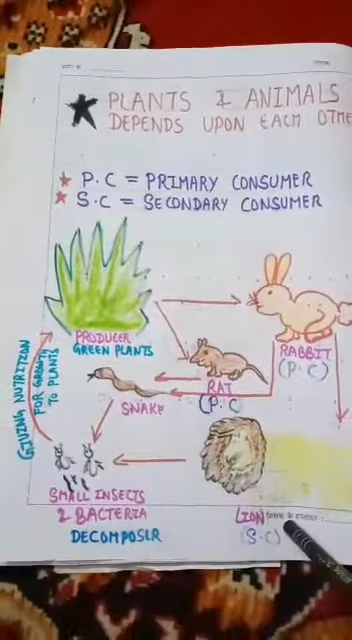 PLANTS & ANIMALS
DEPENDS UPON EACH OTHE
P.C = PRIMARY CONSUMER
S.C = SECONDARY CONSUMER
PRODUCER
GREEN PLANTS
RABBIT
(P.C)
RAT
(P.C
SNAKE
GIVING NUTRITION
FOR GROWTH
TO PLANTS
SMALL INSECTS
& BACTERIA
DECOMPOSER
LION
(S.C)